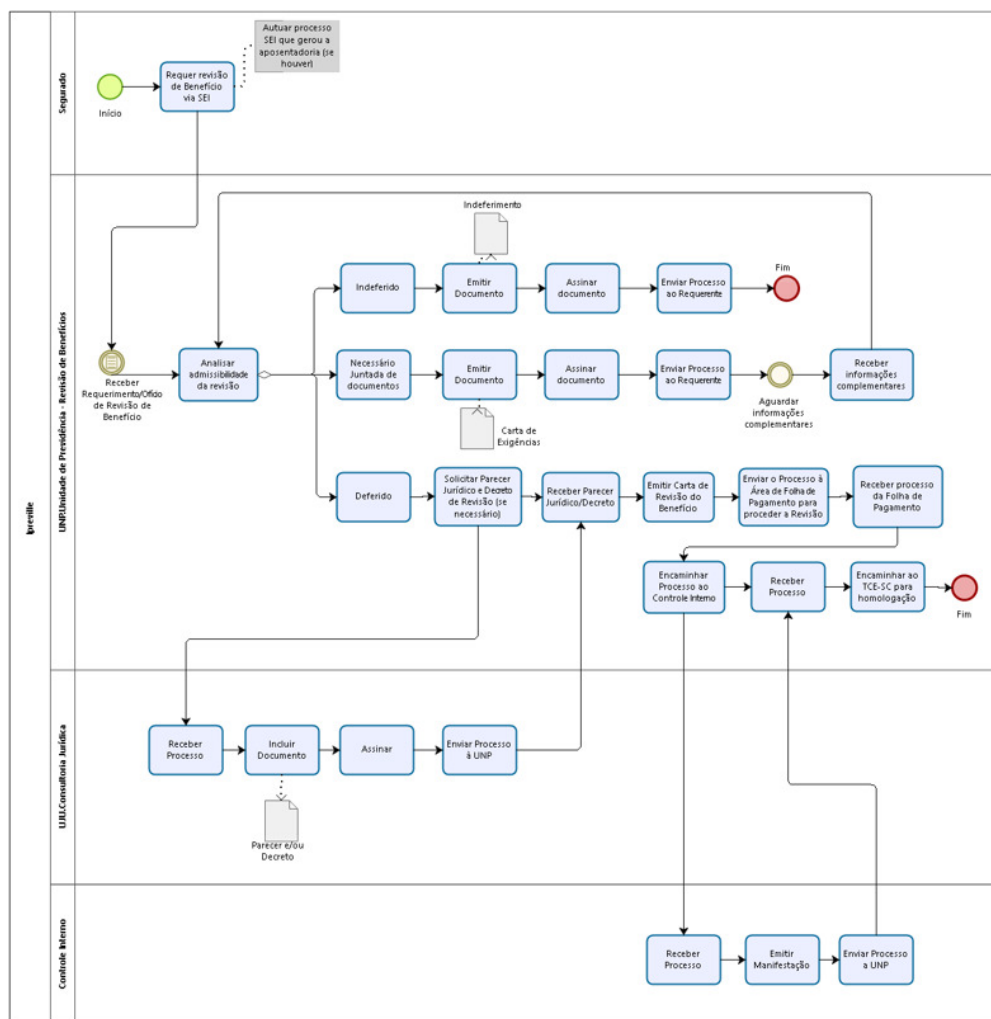 Ipreville
Segurado
Autuar processo
SEI que gerou a
aposentadoria (se
houver)
Início
Requer revisão
de Benefício
via SEI
UNP.Unidade de Previdência - Revisão de Benefícios
Indeferimento
Indeferido
Emitir
Documento
Assinar
documento
Enviar Processo
ao Requerente
Fim
Receber
Requerimento/Ofício
de Revisão de
Benefício
Analisar
admissibilidade
da revisão
Necessário
Juntada de
documentos
Emitir
Documento
Assinar
documento
Enviar Processo
ao Requerente
Aguardar
informações
complementares
Receber
informações
complementares
Carta de
Exigências
Deferido
Solicitar Parecer
Jurídico e Decreto
de Revisão (se
necessário)
Receber Parecer
Jurídico/Decreto
Emitir Carta de
Revisão do
Benefício
Enviar o Processo à
Área de Folha de
Pagamento para
proceder a Revisão
Receber processo
da Folha de
Pagamento
Encaminhar
Processo ao
Controle Interno
Receber
Processo
Encaminhar ao
TCE-SC para
homologação
Fim
UJU.Consultoria Jurídica
Receber
Processo
Incluir
Documento
Assinar
Enviar Processo
à UNP
Parecer e/ou
Decreto
Controle Interno
Receber
Processo
Emitir
Manifestação
Enviar Processo
a UNP